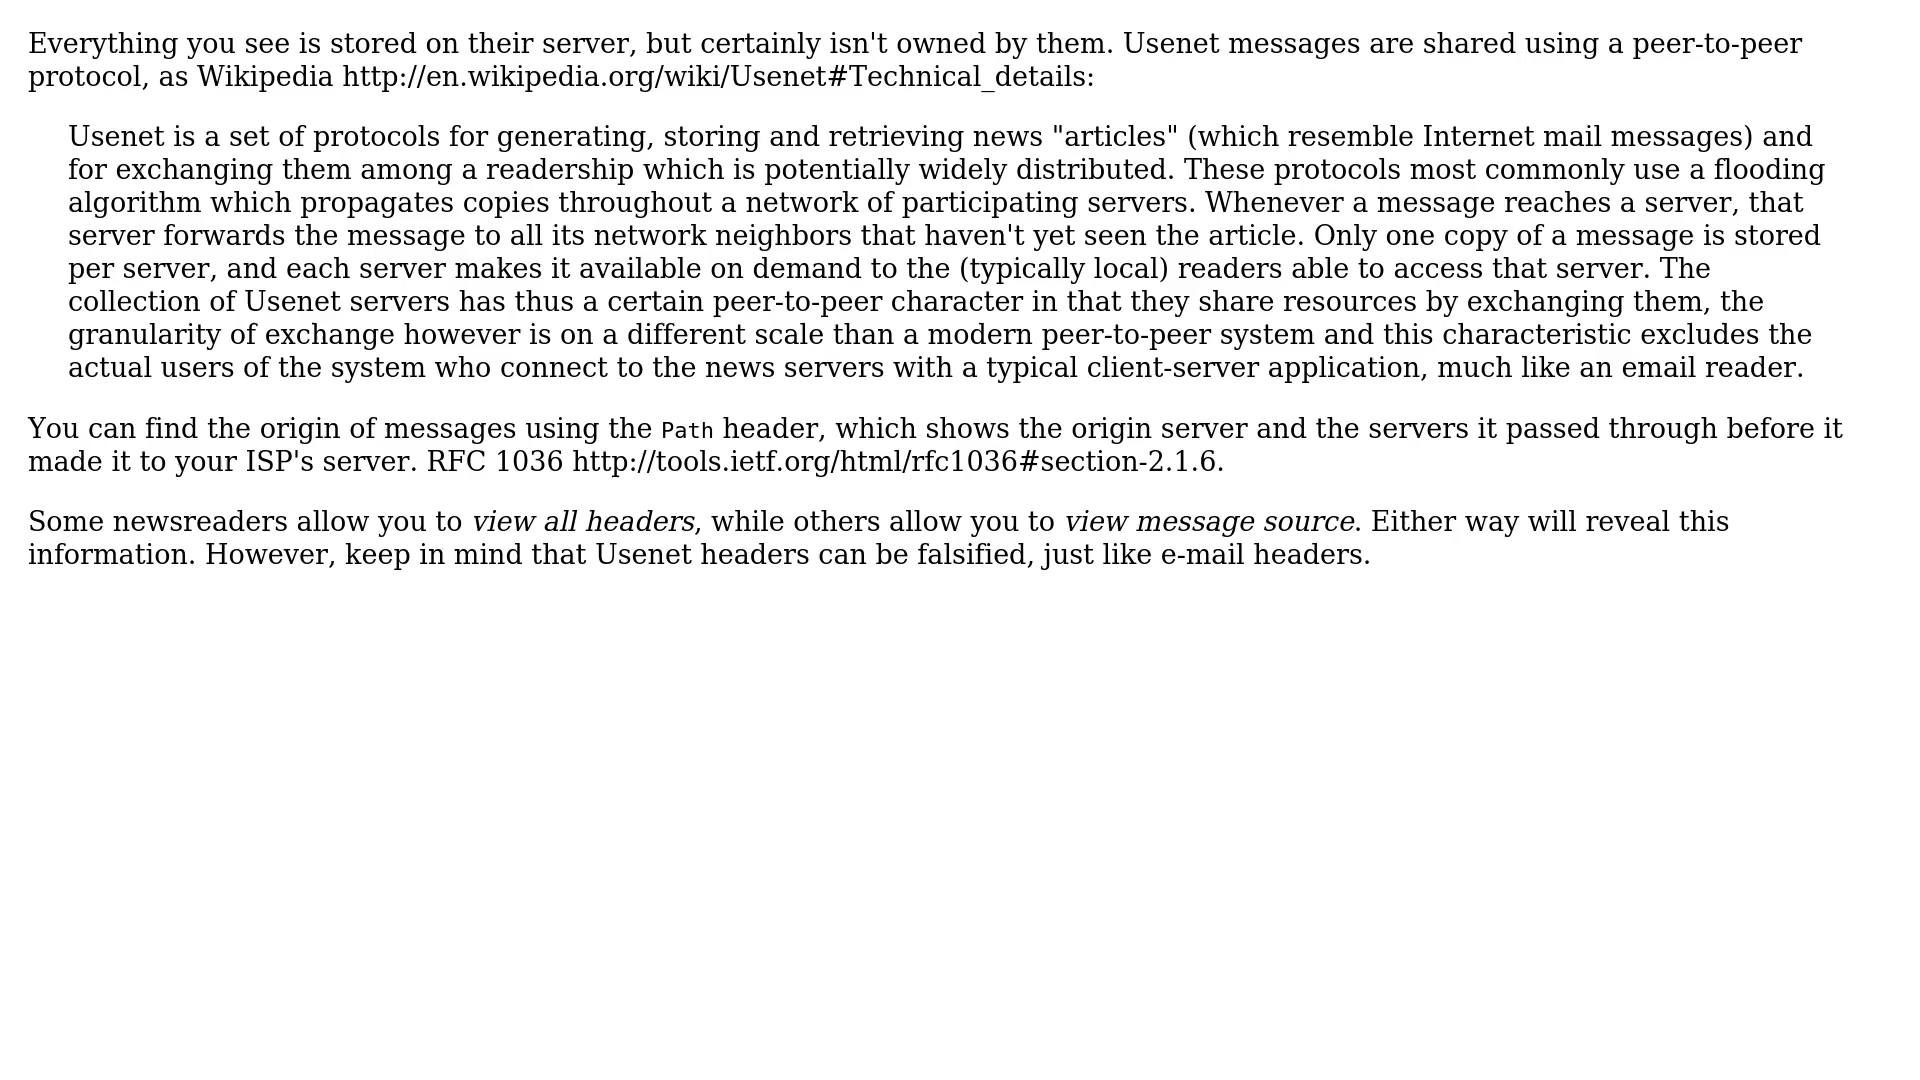 Everything you see is stored on their server, but certainly isn't owned by them. Usenet messages are shared using a peer-to-peer
protocol, as Wikipedia http://en.wikipedia.org/wiki/Usenet#Technical_details:
Usenet is a set of protocols for generating, storing and retrieving news "articles" (which resemble Internet mail messages) and
for exchanging them among a readership which is potentially widely distributed. These protocols most commonly use a flooding
algorithm which propagates copies throughout a network of participating servers. Whenever a message reaches a server, that
server forwards the message to all its network neighbors that haven't yet seen the article. Only one copy of a message is stored
per server, and each server makes it available on demand to the (typically local) readers able to access that server. The
collection of Usenet servers has thus a certain peer-to-peer character in that they share resources by exchanging them, the
granularity of exchange however is on a different scale than a modern peer-to-peer system and this characteristic excludes the
actual users of the system who connect to the news servers with a typical client-server application, much like an email reader.
You can find the origin of messages using the Path header, which shows the origin server and the servers it passed through before it
made it to your ISP's server. RFC 1036 http://tools.ietf.org/html/rfc1036#section-2.1.6.
Some newsreaders allow you to view all headers, while others allow you to view message source. Either way will reveal this
information. However, keep in mind that Usenet headers can be falsified, just like e-mail headers.